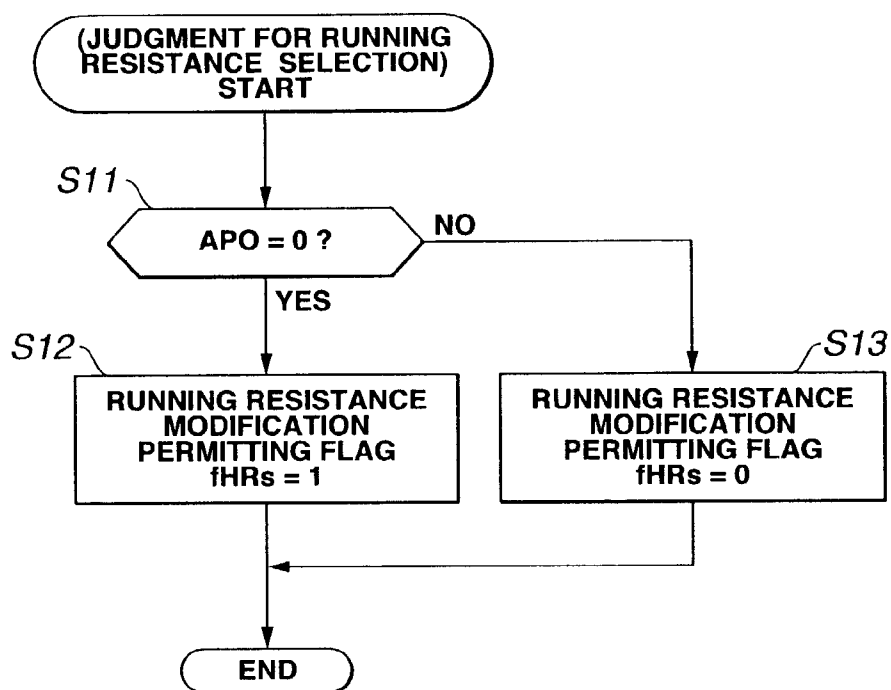 (JUDGMENT FOR RUNNING
RESISTANCE SELECTION)
START
S11
APO = 0 ?
NO
YES
S12
RUNNING RESISTANCE
MODIFICATION
PERMITTING FLAG
fHRs = 1
S13
RUNNING RESISTANCE
MODIFICATION
PERMITTING FLAG
fHRs = 0
END